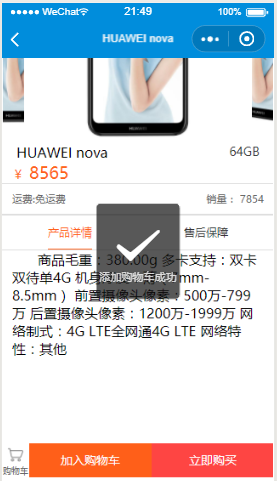 WeChat 21:49 100%
HUAWEI nova
HUAWEI nova 64GB
￥ 8565
运费:免运费 销量： 7854
产品详情 售后保障
添加购物车成功
商品毛重：380.00g 多卡支持：双卡
双待单4G 机身 mm-
8.5mm ） 前置摄像头像素：500万-799
万 后置摄像头像素：1200万-1999万 网
络制式：4G LTE全网通4G LTE 网络特
性：其他
购物车 加入购物车 立即购买